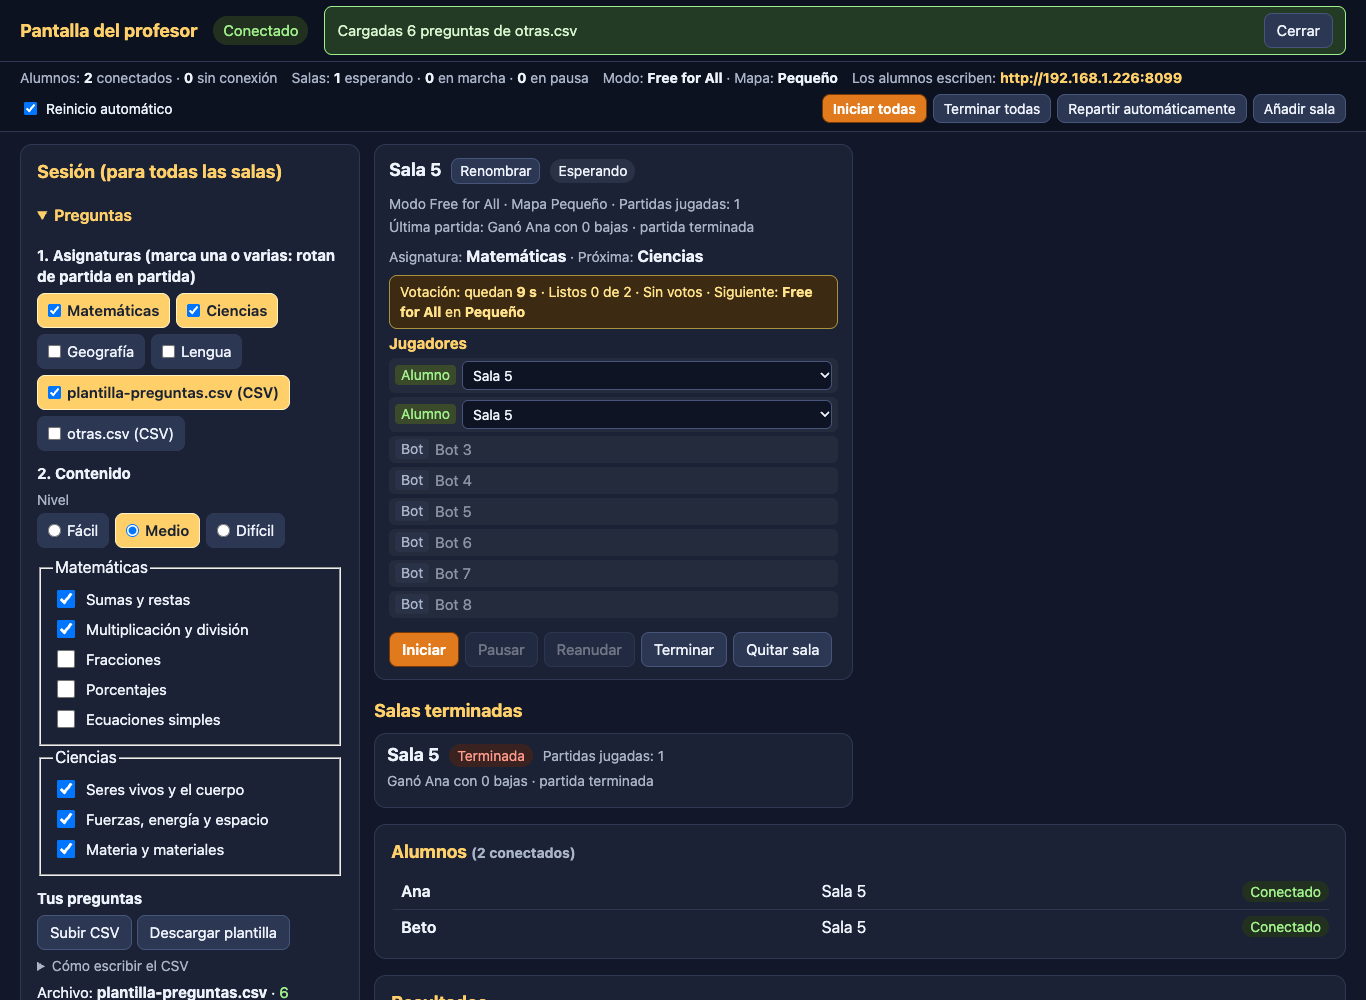 Pantalla del profesor
Conectado
Cargadas 6 preguntas de otras.csv
Cerrar
Alumnos: 2 conectados · 0 sin conexión Salas: 1 esperando · 0 en marcha · 0 en pausa Modo: Free for All · Mapa: Pequeño Los alumnos escriben: http://192.168.1.226:8099
Reinicio automático
Iniciar todas
Terminar todas
Repartir automáticamente
Añadir sala
Sesión (para todas las salas)
Preguntas
1. Asignaturas (marca una o varias: rotan
de partida en partida)
Matemáticas
Ciencias
Geografía
Lengua
plantilla-preguntas.csv (CSV)
otras.csv (CSV)
2. Contenido
Nivel
Fácil
Medio
Difícil
Matemáticas
Sumas y restas
Multiplicación y división
Fracciones
Porcentajes
Ecuaciones simples
Ciencias
Seres vivos y el cuerpo
Fuerzas, energía y espacio
Materia y materiales
Tus preguntas
Subir CSV
Descargar plantilla
Cómo escribir el CSV
Archivo: plantilla-preguntas.csv · 6
Sala 5
Renombrar
Esperando
Modo Free for All · Mapa Pequeño · Partidas jugadas: 1
Última partida: Ganó Ana con 0 bajas · partida terminada
Asignatura: Matemáticas · Próxima: Ciencias
Votación: quedan 9 s · Listos 0 de 2 · Sin votos · Siguiente: Free
for All en Pequeño
Jugadores
Alumno Sala 5
Alumno Sala 5
Bot Bot 3
Bot Bot 4
Bot Bot 5
Bot Bot 6
Bot Bot 7
Bot Bot 8
Iniciar
Pausar
Reanudar
Terminar
Quitar sala
Salas terminadas
Sala 5 Terminada Partidas jugadas: 1
Ganó Ana con 0 bajas · partida terminada
Alumnos (2 conectados)
Ana Sala 5 Conectado
Beto Sala 5 Conectado
Resultados